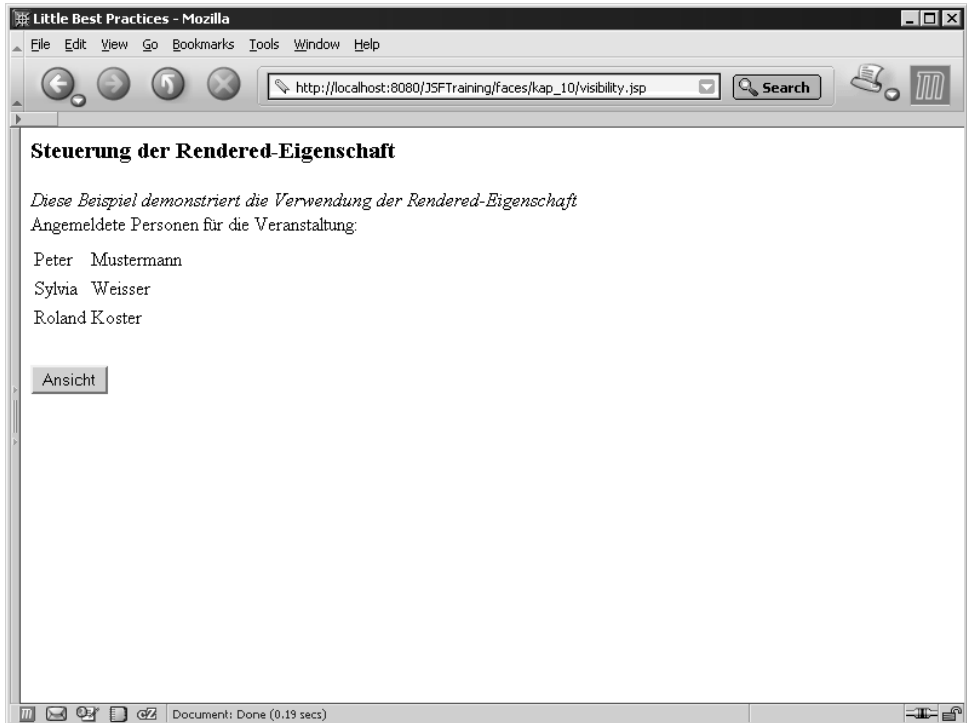 Little Best Practices - Mozilla
File Edit View Go Bookmarks Tools Window Help
http://localhost:8080/JSFTraining/faces/kap_10/visibility.jsp Search
Steuerung der Rendered-Eigenschaft
Diese Beispiel demonstriert die Verwendung der Rendered-Eigenschaft
Angemeldete Personen für die Veranstaltung:
Peter Mustermann
Sylvia Weisser
Roland Koster
Ansicht
Document: Done (0.19 secs)